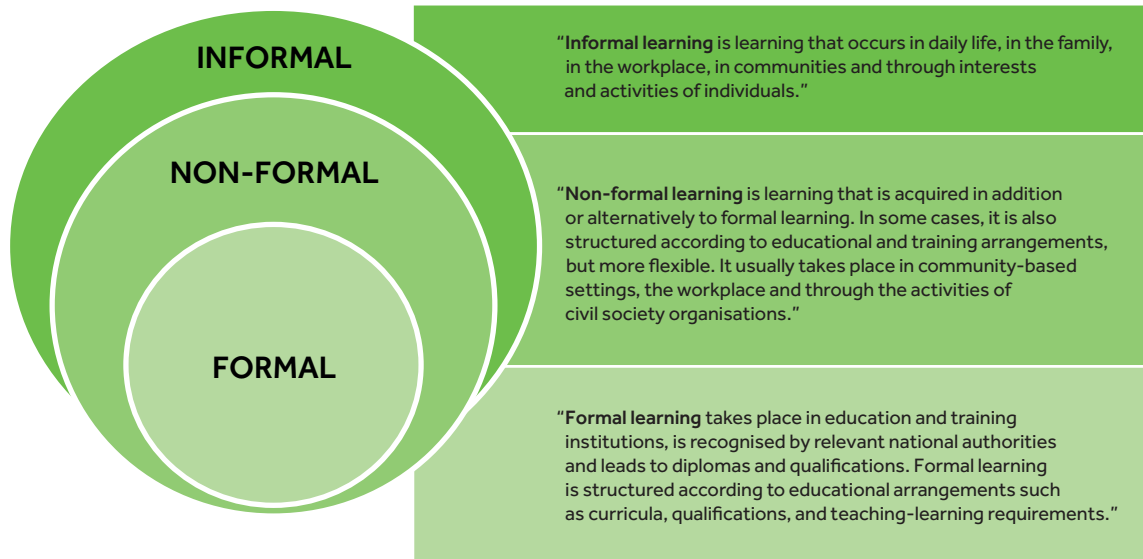 INFORMAL
NON-FORMAL
FORMAL
“Informal learning is learning that occurs in daily life, in the family,
in the workplace, in communities and through interests
and activities of individuals.”
“Non-formal learning is learning that is acquired in addition
or alternatively to formal learning. In some cases, it is also
structured according to educational and training arrangements,
but more flexible. It usually takes place in community-based
settings, the workplace and through the activities of
civil society organisations.”
“Formal learning takes place in education and training
institutions, is recognised by relevant national authorities
and leads to diplomas and qualifications. Formal learning
is structured according to educational arrangements such
as curricula, qualifications, and teaching-learning requirements.”